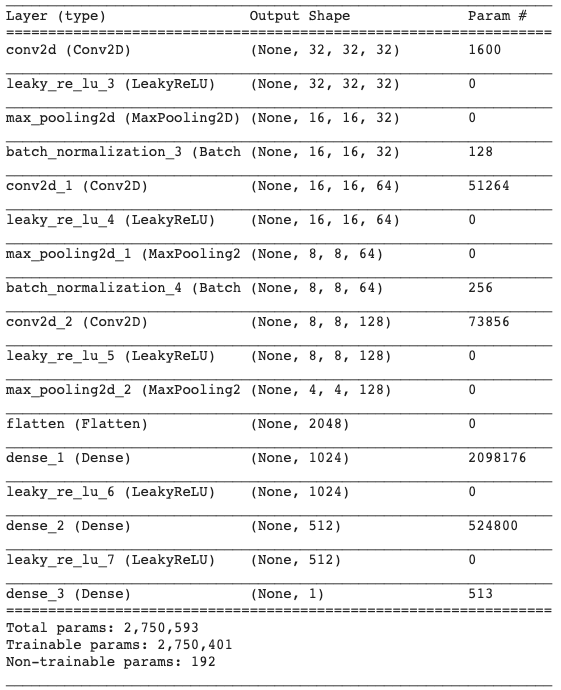 Layer (type) Output Shape Param #
=================================================================
conv2d (Conv2D) (None, 32, 32, 32) 1600
leaky_re_lu_3 (LeakyReLU) (None, 32, 32, 32) 0
max_pooling2d (MaxPooling2D) (None, 16, 16, 32) 0
batch_normalization_3 (Batch (None, 16, 16, 32) 128
conv2d_1 (Conv2D) (None, 16, 16, 64) 51264
leaky_re_lu_4 (LeakyReLU) (None, 16, 16, 64) 0
max_pooling2d_1 (MaxPooling2 (None, 8, 8, 64) 0
batch_normalization_4 (Batch (None, 8, 8, 64) 256
conv2d_2 (Conv2D) (None, 8, 8, 128) 73856
leaky_re_lu_5 (LeakyReLU) (None, 8, 8, 128) 0
max_pooling2d_2 (MaxPooling2 (None, 4, 4, 128) 0
flatten (Flatten) (None, 2048) 0
dense_1 (Dense) (None, 1024) 2098176
leaky_re_lu_6 (LeakyReLU) (None, 1024) 0
dense_2 (Dense) (None, 512) 524800
leaky_re_lu_7 (LeakyReLU) (None, 512) 0
dense_3 (Dense) (None, 1) 513
=================================================================
Total params: 2,750,593
Trainable params: 2,750,401
Non-trainable params: 192